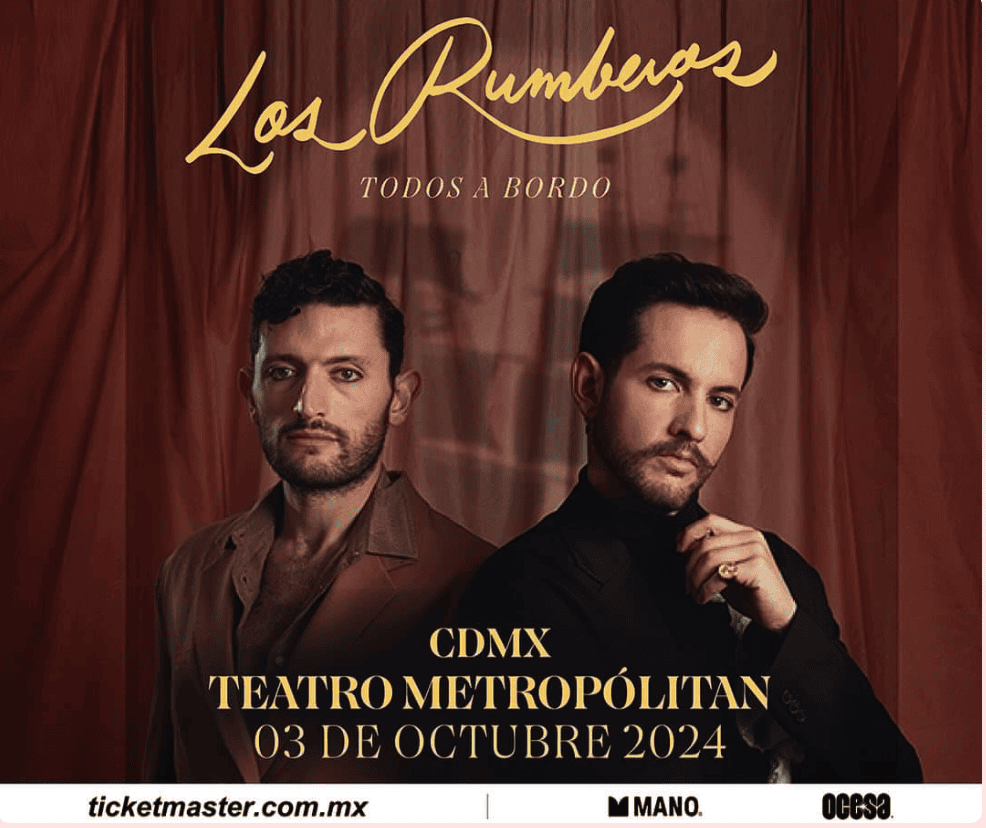 Los Rumberos
TODOS A BORDO
CDMX
TEATRO METROPÓLITAN
03 DE OCTUBRE 2024
ticketmaster.com.mx | MANO. ocesa